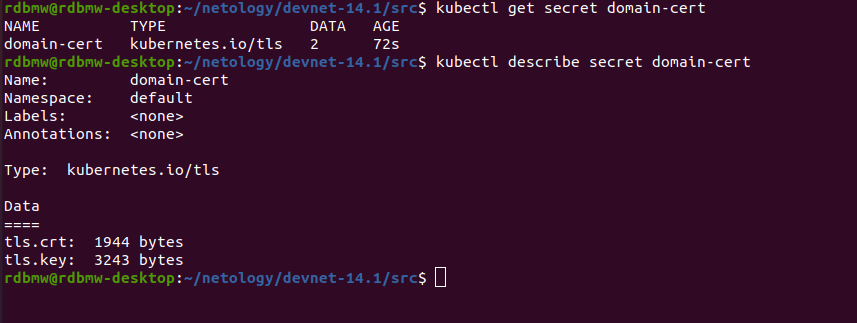 rdbmw@rdbmw-desktop:~/netology/devnet-14.1/src$ kubectl get secret domain-cert
NAME          TYPE                DATA   AGE
domain-cert   kubernetes.io/tls   2      72s
rdbmw@rdbmw-desktop:~/netology/devnet-14.1/src$ kubectl describe secret domain-cert
Name:         domain-cert
Namespace:    default
Labels:       <none>
Annotations:  <none>

Type:  kubernetes.io/tls

Data
====
tls.crt:  1944 bytes
tls.key:  3243 bytes
rdbmw@rdbmw-desktop:~/netology/devnet-14.1/src$